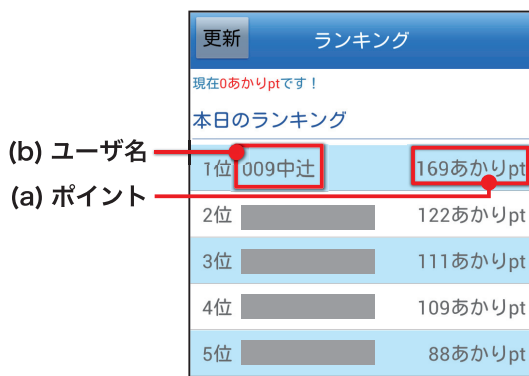 更新 ランキング
現在0あかりptです！
本日のランキング
(b) ユーザ名
1位 009中辻 169あかりpt
(a) ポイント
2位 122あかりpt
3位 111あかりpt
4位 109あかりpt
5位 88あかりpt